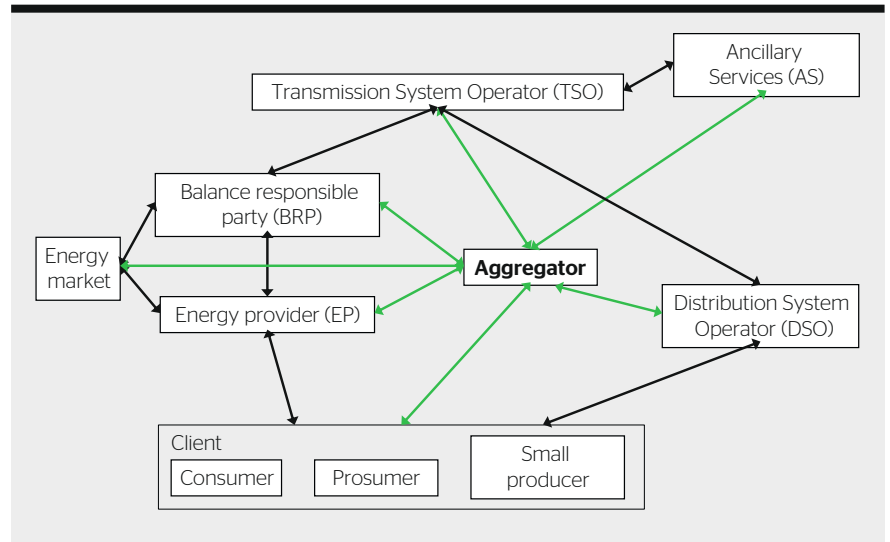 Ancillary
Services (AS)
Transmission System Operator (TSO)
Balance responsible
party (BRP)
Energy
market
Aggregator
Energy provider (EP)
Distribution System
Operator (DSO)
Client
Consumer
Prosumer
Small
producer